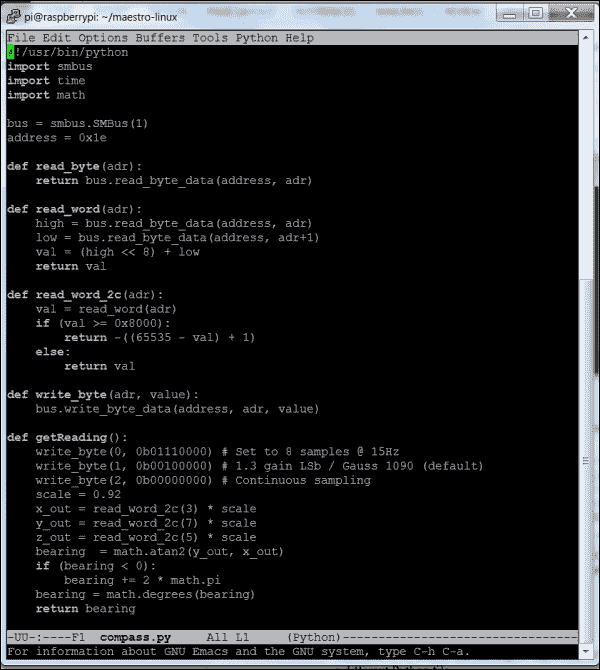 pi@raspberrypi: ~/maestro-linux
File Edit Options Buffers Tools Python Help
#!/usr/bin/python
import smbus
import time
import math

bus = smbus.SMBus(1)
address = 0x1e

def read_byte(adr):
    return bus.read_byte_data(address, adr)

def read_word(adr):
    high = bus.read_byte_data(address, adr)
    low = bus.read_byte_data(address, adr+1)
    val = (high << 8) + low
    return val

def read_word_2c(adr):
    val = read_word(adr)
    if (val >= 0x8000):
        return -((65535 - val) + 1)
    else:
        return val

def write_byte(adr, value):
    bus.write_byte_data(address, adr, value)

def getReading():
    write_byte(0, 0b01110000) # Set to 8 samples @ 15Hz
    write_byte(1, 0b00100000) # 1.3 gain LSb / Gauss 1090 (default)
    write_byte(2, 0b00000000) # Continuous sampling
    scale = 0.92
    x_out = read_word_2c(3) * scale
    y_out = read_word_2c(7) * scale
    z_out = read_word_2c(5) * scale
    bearing  = math.atan2(y_out, x_out)
    if (bearing < 0):
        bearing += 2 * math.pi
    bearing = math.degrees(bearing)
    return bearing

-UU-:----F1  compass.py     All L1     (Python)----------------------------------
For information about GNU Emacs and the GNU system, type C-h C-a.